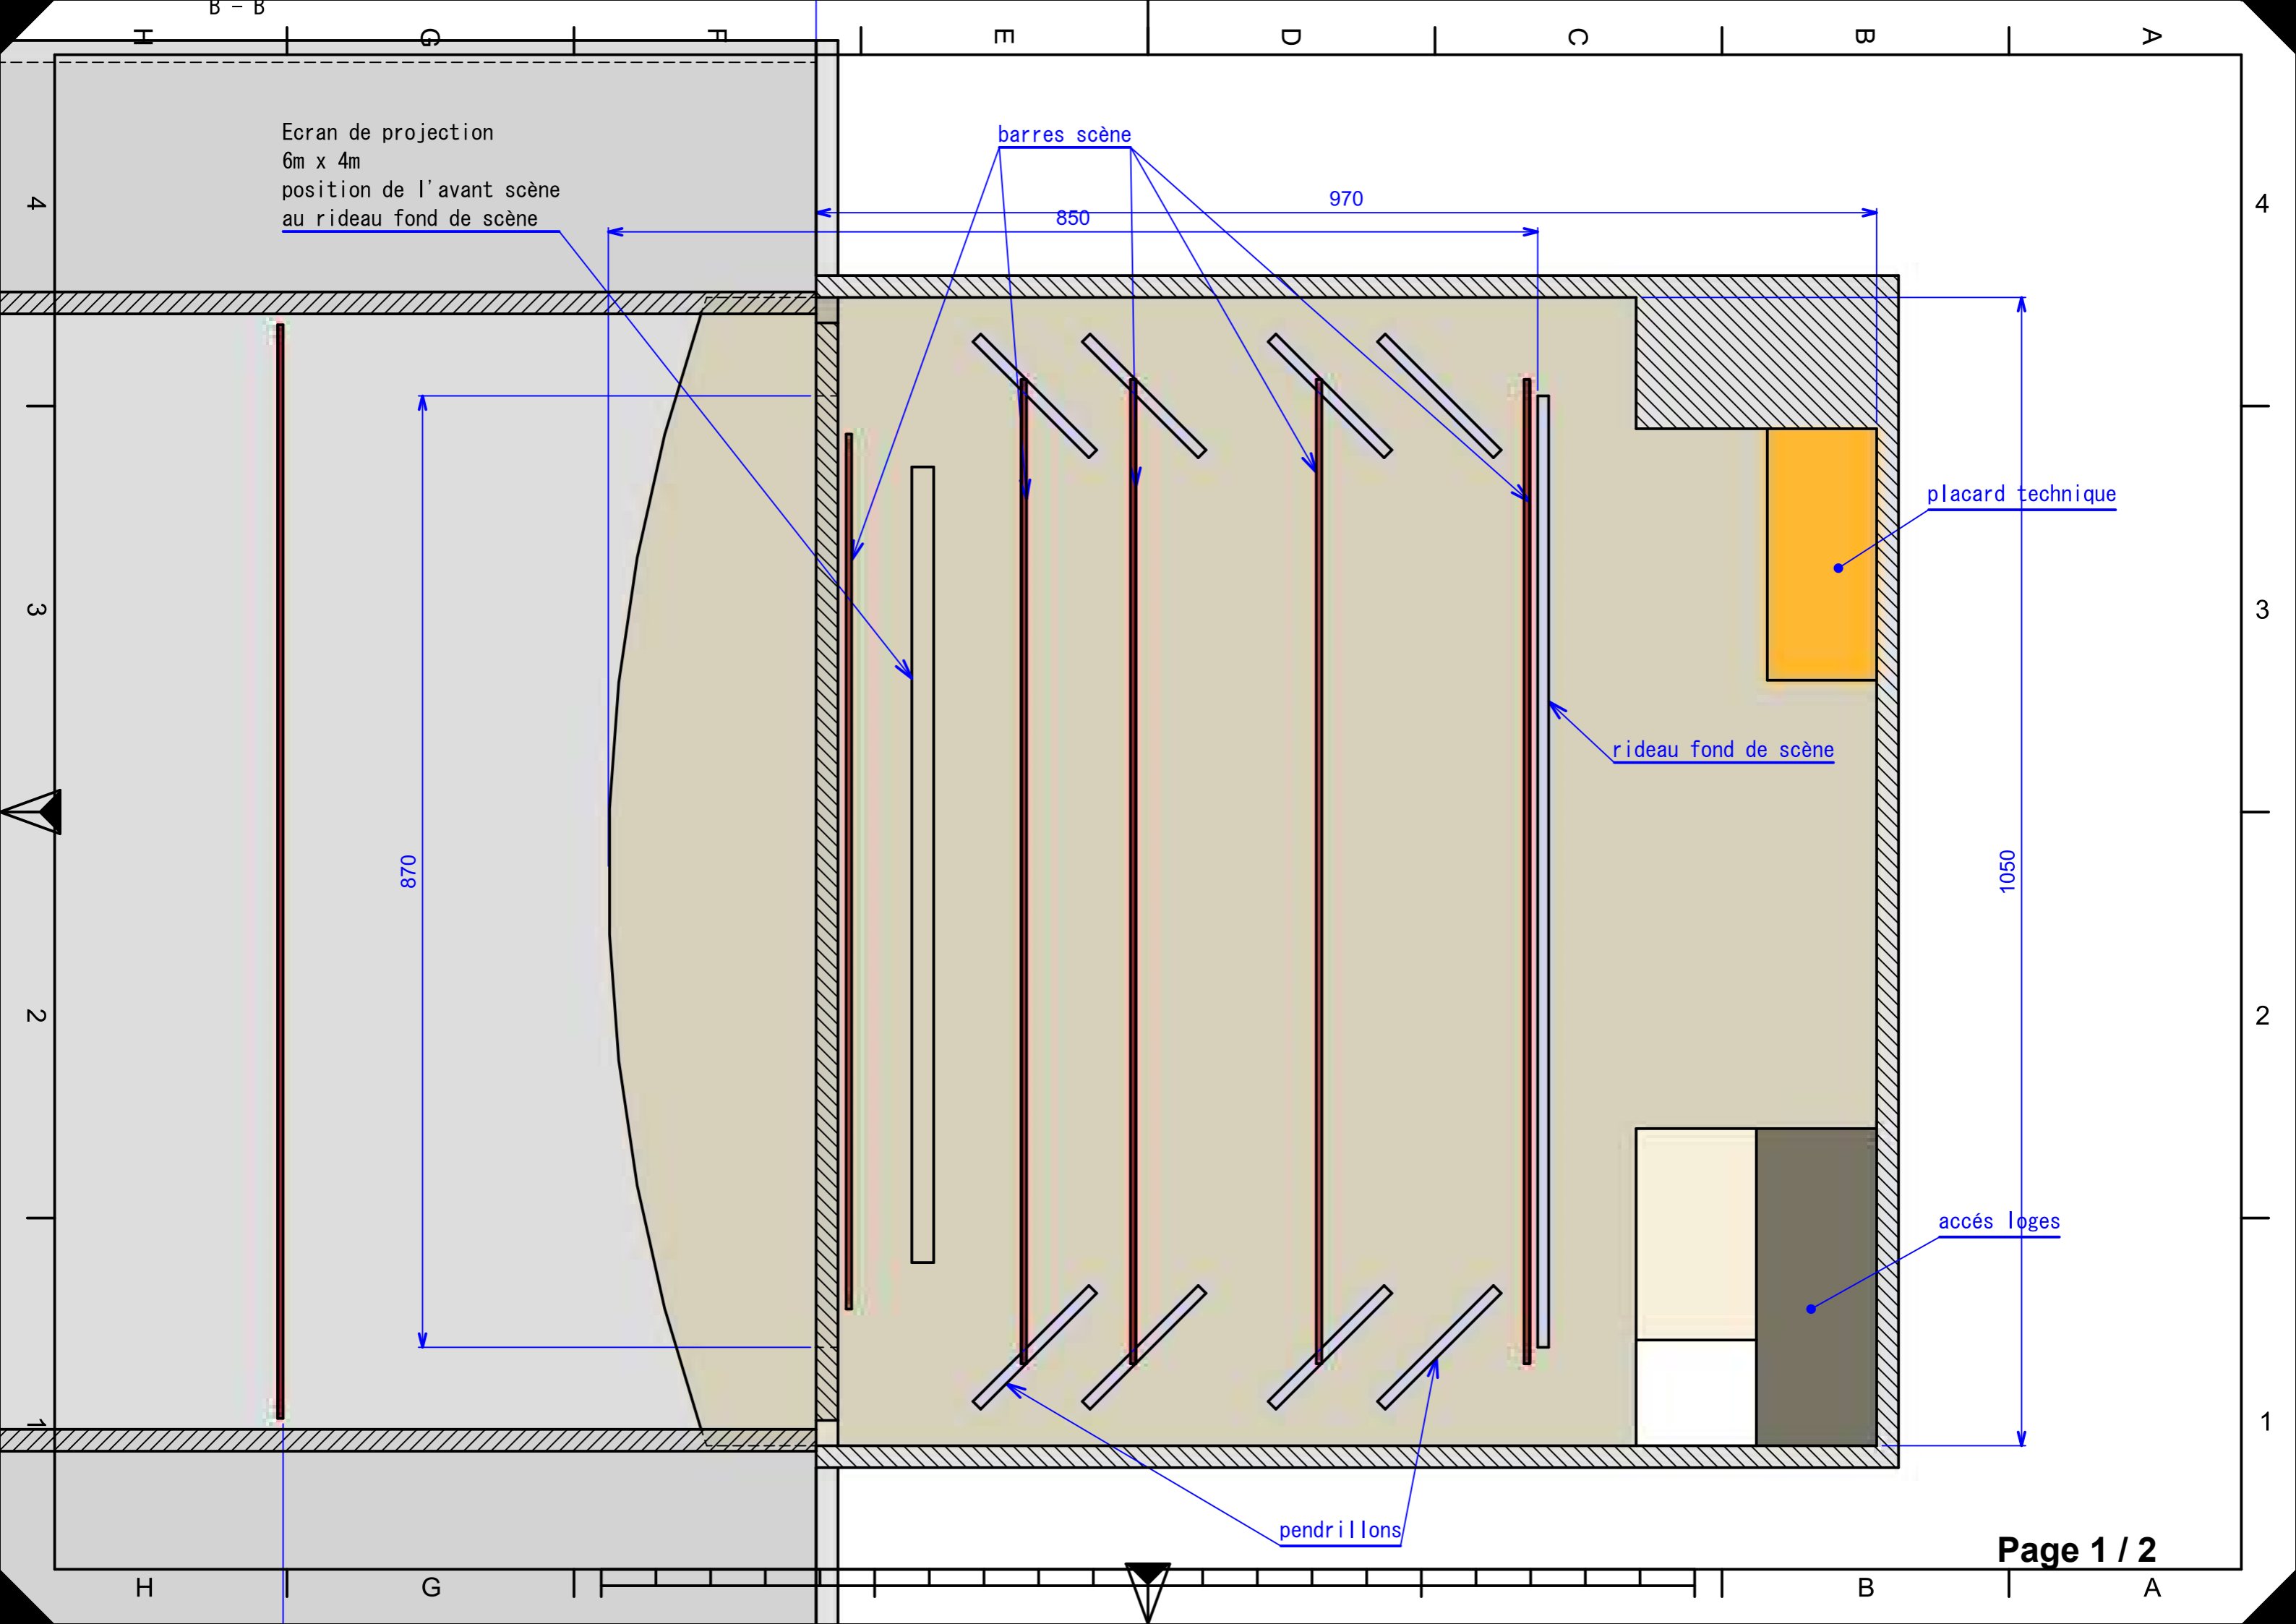 B - B
H G F E D C B A
Ecran de projection
6m x 4m
position de l'avant scène
au rideau fond de scène
barres scène
970
850
4
4
placard technique
3
3
rideau fond de scène
870
1050
2
2
accés loges
1
1
pendrillons
Page 1 / 2
H G B A